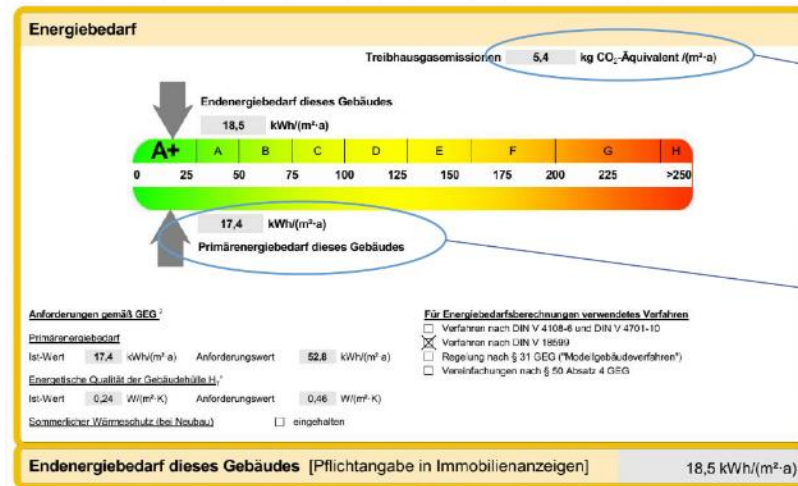 Energiebedarf
Treibhausgasemissionen 5,4 kg CO₂-Äquivalent /(m²·a)
Endenergiebedarf dieses Gebäudes
18,5 kWh/(m²·a)
A+ A B C D E F G H
0 25 50 75 100 125 150 175 200 225 >250
17,4 kWh/(m²·a)
Primärenergiebedarf dieses Gebäudes
Anforderungen gemäß GEG ²
Primärenergiebedarf
Ist-Wert 17,4 kWh/(m²·a) Anforderungswert 52,8 kWh/(m²·a)
Energetische Qualität der Gebäudehülle
Ist-Wert 0,24 W/(m²·K) Anforderungswert 0,46 W/(m²·K)
Sommerlicher Wärmeschutz (bei Neubau) eingehalten
Für Energiebedarfsberechnungen verwendetes Verfahren
Verfahren nach DIN V 4108-6 und DIN V 4701-10
Verfahren nach DIN V 18599
Regelung nach § 31 GEG ("Modellgebäudeverfahren")
Vereinfachungen nach § 50 Absatz 4 GEG
Endenergiebedarf dieses Gebäudes [Pflichtangabe in Immobilienanzeigen] 18,5 kWh/(m²·a)